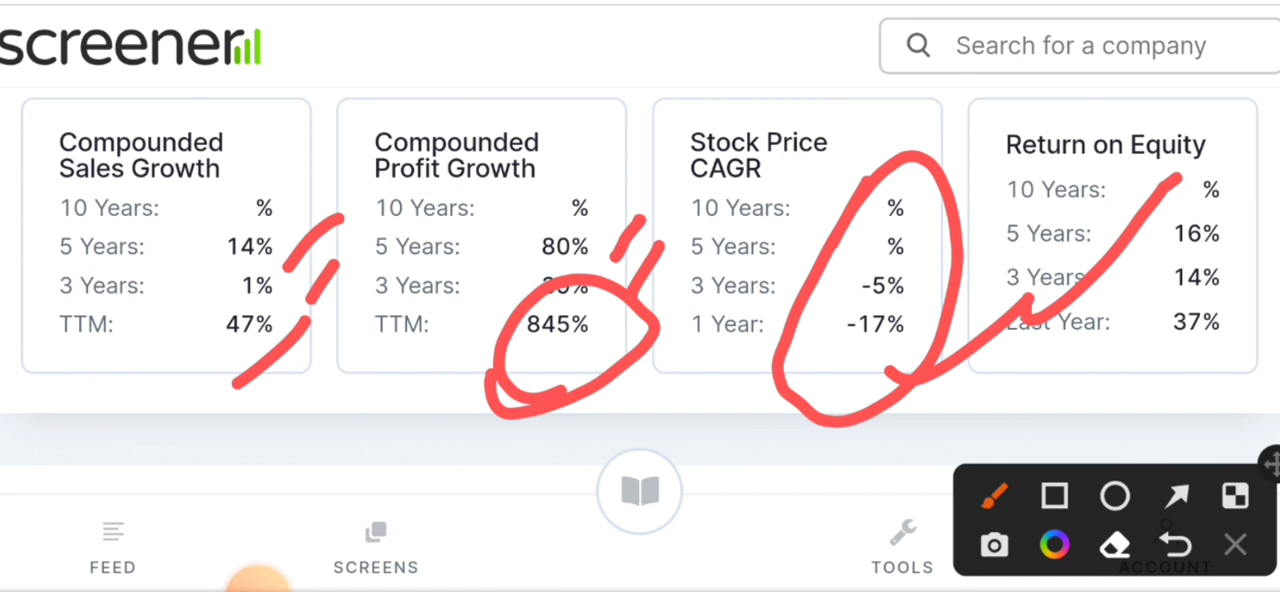 screener
Search for a company
Compounded
Sales Growth
10 Years: %
5 Years: 14%
3 Years: 1%
TTM: 47%
Compounded
Profit Growth
10 Years: %
5 Years: 80%
3 Years:
TTM: 845%
Stock Price
CAGR
10 Years: %
5 Years: %
3 Years: -5%
1 Year: -17%
Return on Equity
10 Years: %
5 Years: 16%
3 Years: 14%
Last Year: 37%
FEED
SCREENS
TOOLS
ACCOUNT